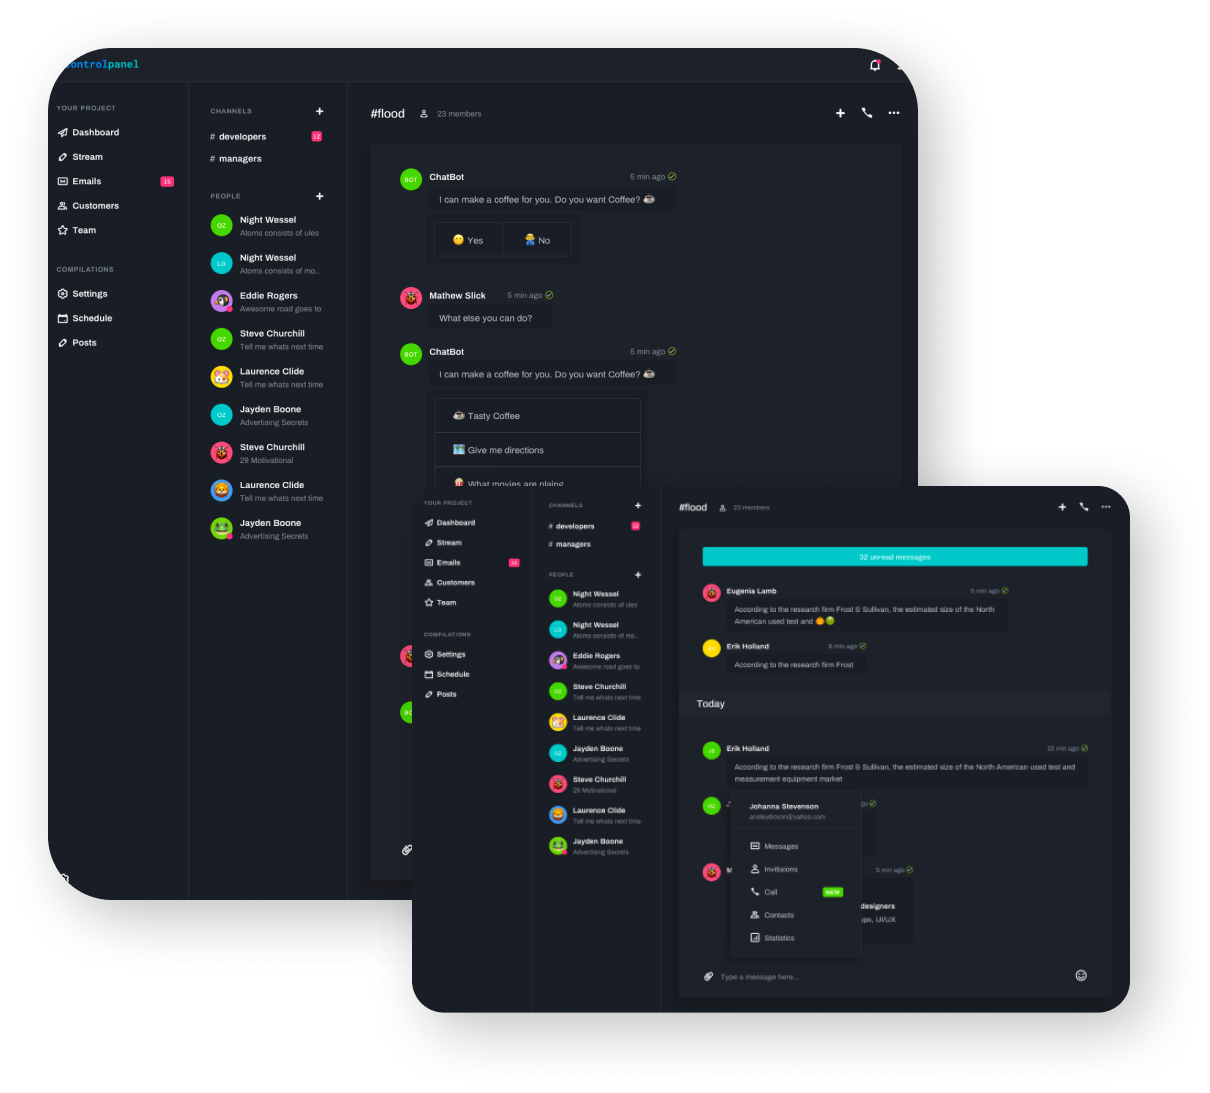 ontrolpanel
YOUR PROJECT
Dashboard
Stream
Emails
Customers
Team
COMPILATIONS
Settings
Schedule
Posts
CHANNELS
# developers 12
# managers
PEOPLE
OZ
Night Wessel
Atoms consists of ules
LG
Night Wessel
Atoms consists of mo..
Eddie Rogers
Awesome road goes to
OZ
Steve Churchill
Tell me whats next time
Laurence Clide
Tell me whats next time
OZ
Jayden Boone
Advertising Secrets
Steve Churchill
29 Motivational
Laurence Clide
Tell me whats next time
Jayden Boone
Advertising Secrets
#flood 23 members
BOT
ChatBot 5 min ago
I can make a coffee for you. Do you want Coffee? ☕
Yes No
Mathew Slick 5 min ago
What else you can do?
BOT
ChatBot 5 min ago
I can make a coffee for you. Do you want Coffee? ☕
Tasty Coffee
Give me directions
What movies are plaing
YOUR PROJECT
Dashboard
Stream
Emails
Customers
Team
COMPILATIONS
Settings
Schedule
Posts
CHANNELS
# developers 12
# managers
PEOPLE
OZ
Night Wessel
Atoms consists of ules
LG
Night Wessel
Atoms consists of mo..
Eddie Rogers
Awesome road goes to
OZ
Steve Churchill
Tell me whats next time
Laurence Clide
Tell me whats next time
OZ
Jayden Boone
Advertising Secrets
Steve Churchill
29 Motivational
Laurence Clide
Tell me whats next time
Jayden Boone
Advertising Secrets
#flood 23 members
32 unread messages
Eugenia Lamb 5 min ago
According to the research firm Frost & Sullivan, the estimated size of the North
American used test and
Erik Holland 5 min ago
According to the research firm Frost
Today
Erik Holland 10 min ago
According to the research firm Frost & Sullivan, the estimated size of the North American used test and
measurement equipment market
OZ
Johanna Stevenson
ansleydicson@yahoo.com
Messages
Invitiaions
Call NEW
Contacts
Statistics
5 min ago
designers
ups, UI/UX
Type a message here...